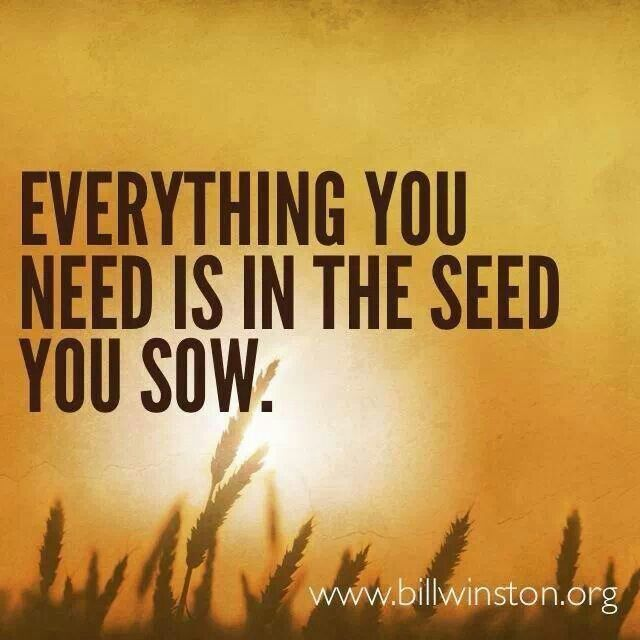 EVERYTHING YOU
NEED IS IN THE SEED
YOU SOW.
www.billwinston.org